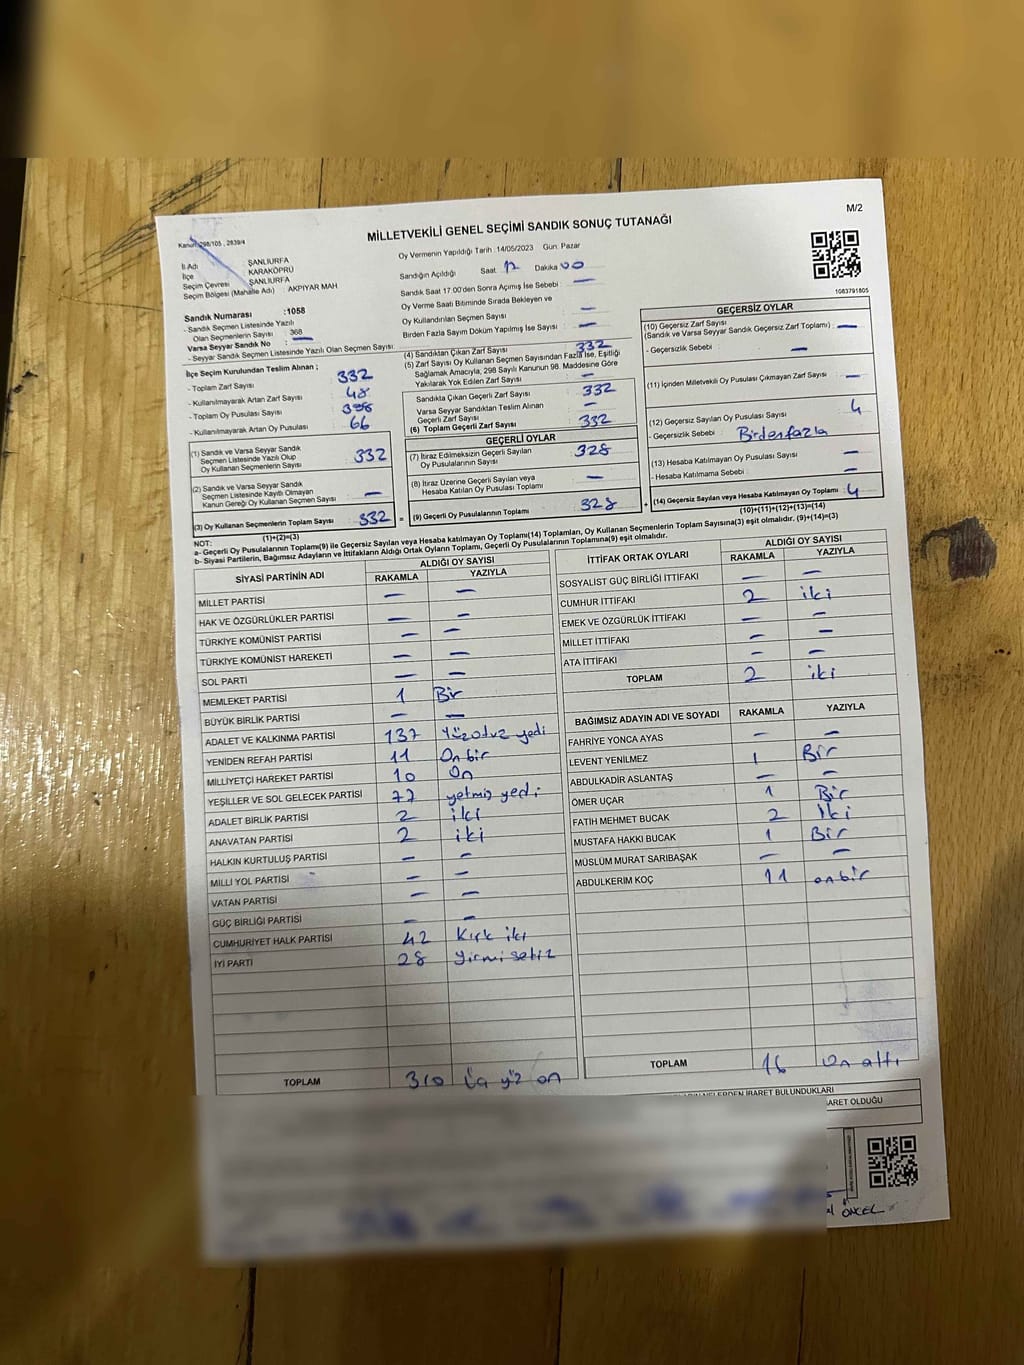 M/2
MİLLETVEKİLİ GENEL SEÇİMİ SANDIK SONUÇ TUTANAĞI
Kanun: 298/105 , 2839/4
İl Adı ŞANLIURFA
İlçe KARAKÖPRÜ
Seçim Çevresi ŞANLIURFA
Seçim Bölgesi (Mahalle Adı) : AKPIYAR MAH
Sandık Numarası :1058
- Sandık Seçmen Listesinde Yazılı
Olan Seçmenlerin Sayısı : 368
Varsa Seyyar Sandık No : —
- Seyyar Sandık Seçmen Listesinde Yazılı Olan Seçmen Sayısı:
İlçe Seçim Kurulundan Teslim Alınan ;
- Toplam Zarf Sayısı 332
- Kullanılmayarak Artan Zarf Sayısı 48
- Toplam Oy Pusulası Sayısı 398
- Kullanılmayarak Artan Oy Pusulası 66
(1) Sandık ve Varsa Seyyar Sandık
Seçmen Listesinde Yazılı Olup
Oy Kullanan Seçmenlerin Sayısı 332
(2) Sandık ve Varsa Seyyar Sandık
Seçmen Listesinde Kayıtlı Olmayan
Kanun Gereği Oy Kullanan Seçmen Sayısı —
(3) Oy Kullanan Seçmenlerin Toplam Sayısı 332 =
(1)+(2)=(3)
Oy Vermenin Yapıldığı Tarih :14/05/2023 Gün: Pazar
Sandığın Açıldığı Saat 17 Dakika 00
Sandık Saat 17.00'den Sonra Açılmış İse Sebebi : —
Oy Verme Saati Bitiminde Sırada Bekleyen ve
Oy Kullandırılan Seçmen Sayısı : —
Birden Fazla Sayım Döküm Yapılmış İse Sayısı : —
(4) Sandıktan Çıkan Zarf Sayısı 332
(5) Zarf Sayısı Oy Kullanan Seçmen Sayısından Fazla İse, Eşitliği
Sağlamak Amacıyla, 298 Sayılı Kanunun 98. Maddesine Göre
Yakılarak Yok Edilen Zarf Sayısı —
Sandıkta Çıkan Geçerli Zarf Sayısı 332
Varsa Seyyar Sandıktan Teslim Alınan
Geçerli Zarf Sayısı —
(6) Toplam Geçerli Zarf Sayısı 332
GEÇERLİ OYLAR
(7) İtiraz Edilmeksizin Geçerli Sayılan
Oy Pusulalarının Sayısı 328
(8) İtiraz Üzerine Geçerli Sayılan veya
Hesaba Katılan Oy Pusulası Toplamı —
(9) Geçerli Oy Pusulalarının Toplamı 328 +
1083791805
GEÇERSİZ OYLAR
(10) Geçersiz Zarf Sayısı
(Sandık ve Varsa Seyyar Sandık Geçersiz Zarf Toplamı) : —
- Geçersizlik Sebebi : —
(11) İçinden Milletvekili Oy Pusulası Çıkmayan Zarf Sayısı —
(12) Geçersiz Sayılan Oy Pusulası Sayısı 4
- Geçersizlik Sebebi : Birden fazla
(13) Hesaba Katılmayan Oy Pusulası Sayısı —
- Hesaba Katılmama Sebebi : —
(14) Geçersiz Sayılan veya Hesaba Katılmayan Oy Toplamı 4
(10)+(11)+(12)+(13)=(14)
NOT:
a- Geçerli Oy Pusulalarının Toplamı(9) ile Geçersiz Sayılan veya Hesaba katılmayan Oy Toplamı(14) Toplamları, Oy Kullanan Seçmenlerin Toplam Sayısına(3) eşit olmalıdır. (9)+(14)=(3)
b- Siyasi Partilerin, Bağımsız Adayların ve İttifakların Aldığı Ortak Oyların Toplamı, Geçerli Oy Pusulalarının Toplamına(9) eşit olmalıdır.
SİYASİ PARTİNİN ADI ALDIĞI OY SAYISI
RAKAMLA YAZIYLA
MİLLET PARTİSİ — —
HAK VE ÖZGÜRLÜKLER PARTİSİ — —
TÜRKİYE KOMÜNİST PARTİSİ — —
TÜRKİYE KOMÜNİST HAREKETİ — —
SOL PARTİ — —
MEMLEKET PARTİSİ 1 Bir
BÜYÜK BİRLİK PARTİSİ — —
ADALET VE KALKINMA PARTİSİ 137 Yüzotuz yedi
YENİDEN REFAH PARTİSİ 11 On bir
MİLLİYETÇİ HAREKET PARTİSİ 10 On
YEŞİLLER VE SOL GELECEK PARTİSİ 77 yetmiş yedi
ADALET BİRLİK PARTİSİ 2 iki
ANAVATAN PARTİSİ 2 iki
HALKIN KURTULUŞ PARTİSİ — —
MİLLİ YOL PARTİSİ — —
VATAN PARTİSİ — —
GÜÇ BİRLİĞİ PARTİSİ — —
CUMHURİYET HALK PARTİSİ 42 Kırk iki
İYİ PARTİ 28 yirmi sekiz
TOPLAM 310 üç yüz on
İTTİFAK ORTAK OYLARI ALDIĞI OY SAYISI
RAKAMLA YAZIYLA
SOSYALİST GÜÇ BİRLİĞİ İTTİFAKI — —
CUMHUR İTTİFAKI 2 iki
EMEK VE ÖZGÜRLÜK İTTİFAKI — —
MİLLET İTTİFAKI — —
ATA İTTİFAKI — —
TOPLAM 2 iki
BAĞIMSIZ ADAYIN ADI VE SOYADI RAKAMLA YAZIYLA
FAHRİYE YONCA AYAS — —
LEVENT YENİLMEZ 1 Bir
ABDULKADİR ASLANTAŞ — —
ÖMER UÇAR 1 Bir
FATİH MEHMET BUCAK 2 İki
MUSTAFA HAKKI BUCAK 1 Bir
MÜSLÜM MURAT SARIBAŞAK — —
ABDULKERİM KOÇ 11 onbir
TOPLAM 16 On altı
NELERDEN İBARET BULUNDUKLARI
ARET OLDUĞU
ÖNCEL